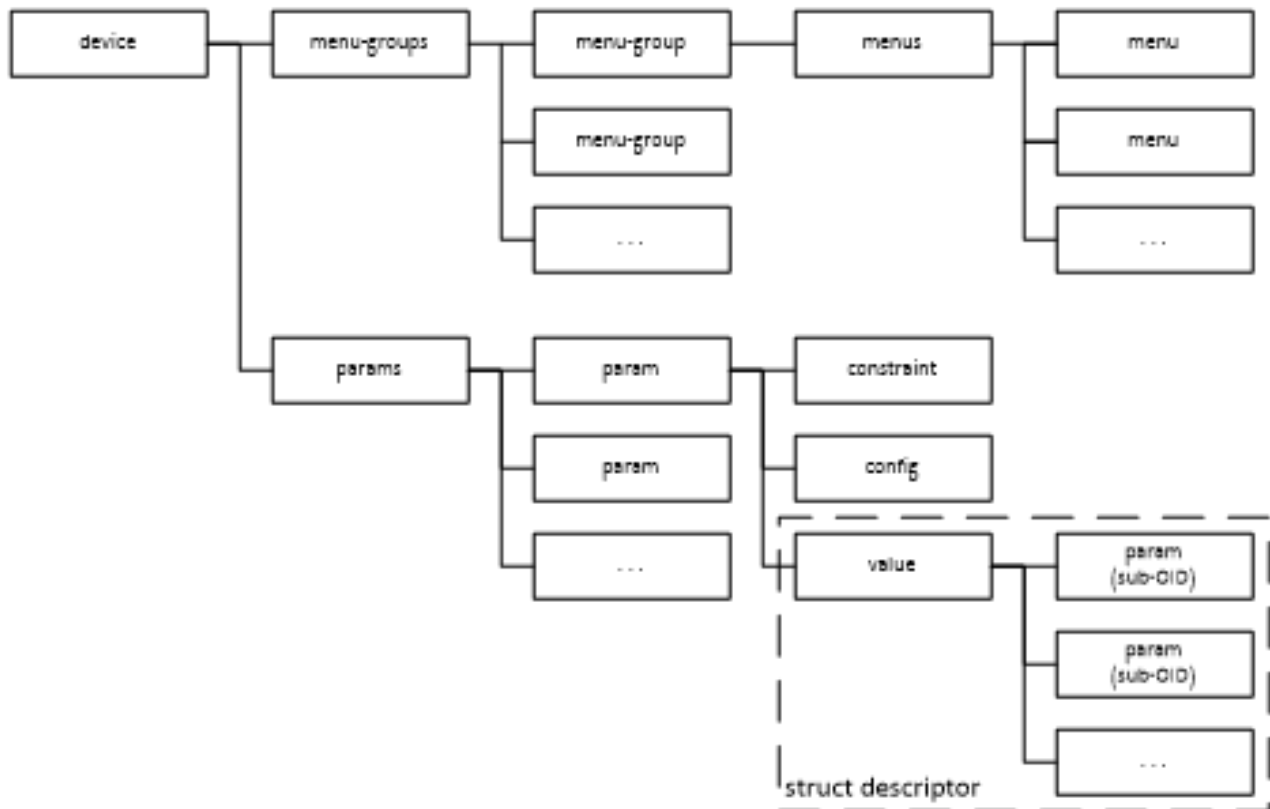 device
menu-groups
menu-group
menus
menu
menu-group
menu
...
...
params
param
constraint
param
config
...
value
param
(sub-OID)
param
(sub-OID)
...
struct descriptor